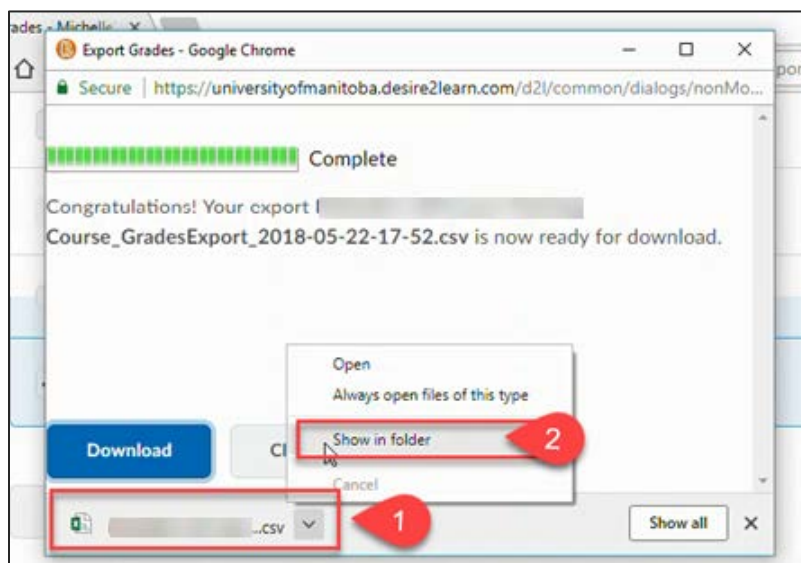 ades - Michelle
Export Grades - Google Chrome
Secure | https://universityofmanitoba.desire2learn.com/d2l/common/dialogs/nonMo...
por
Complete
Congratulations! Your export
Course_GradesExport_2018-05-22-17-52.csv is now ready for download.
Open
Always open files of this type
Show in folder
2
Download
Cl
Cancel
...csv
1
Show all